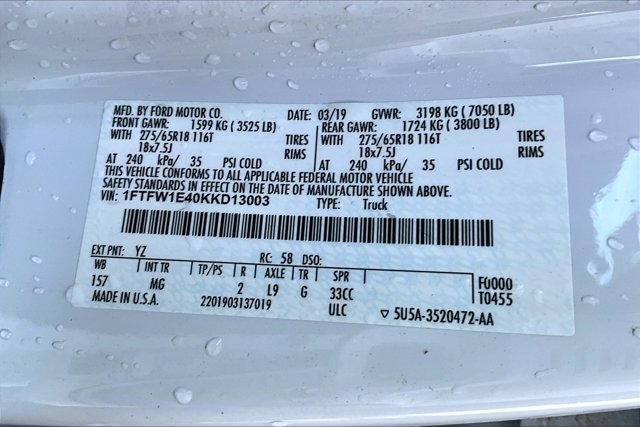 MFD. BY FORD MOTOR CO. DATE: 03/19 GVWR: 3198 KG ( 7050 LB)
FRONT GAWR: 1599 KG ( 3525 LB) REAR GAWR: 1724 KG ( 3800 LB)
WITH 275/65R18 116T TIRES WITH 275/65R18 116T TIRES
18x7.5J RIMS 18x7.5J RIMS
AT 240 kPa/ 35 PSI COLD AT 240 kPa/ 35 PSI COLD
THIS VEHICLE CONFORMS TO ALL APPLICABLE FEDERAL MOTOR VEHICLE
SAFETY STANDARDS IN EFFECT ON THE DATE OF MANUFACTURE SHOWN ABOVE.
VIN: 1FTFW1E40KKD13003 TYPE: Truck
EXT PNT: YZ RC: 58 DSO:
WB INT TR TP/PS R AXLE TR SPR F0000
157 MG 2 L9 G 33CC T0455
MADE IN U.S.A. 2201903137019 ULC ▽ 5U5A-3520472-AA